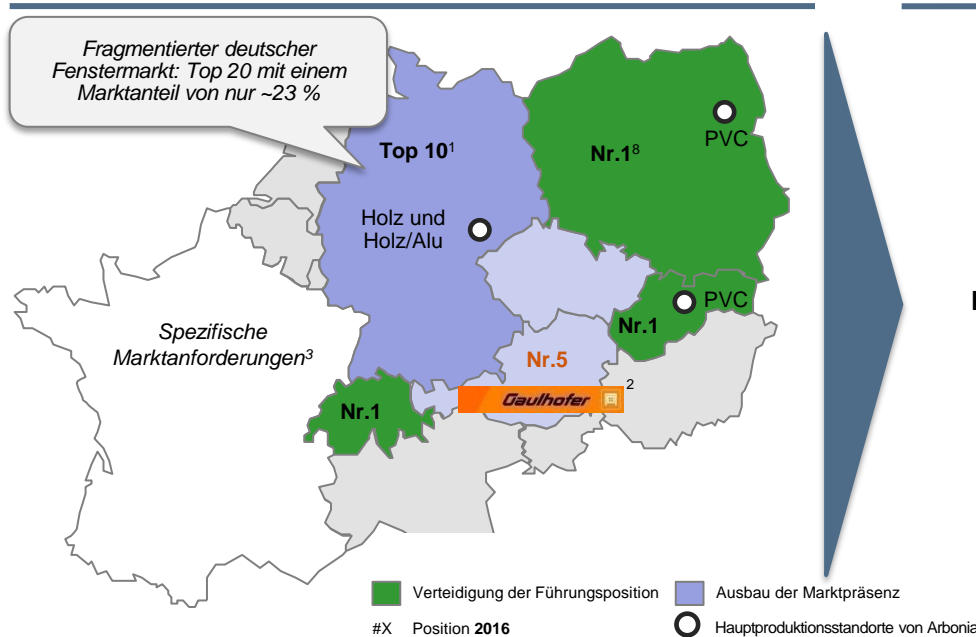 Fragmentierter deutscher
Fenstermarkt: Top 20 mit einem
Marktanteil von nur ~23 %
Top 10¹
Nr.1⁸
PVC
Holz und
Holz/Alu
PVC
Nr.1
Spezifische
Marktanforderungen³
Nr.5
Gaulhofer 2
Nr.1
Verteidigung der Führungsposition
Ausbau der Marktpräsenz
#X Position 2016
Hauptproduktionsstandorte von Arbonia